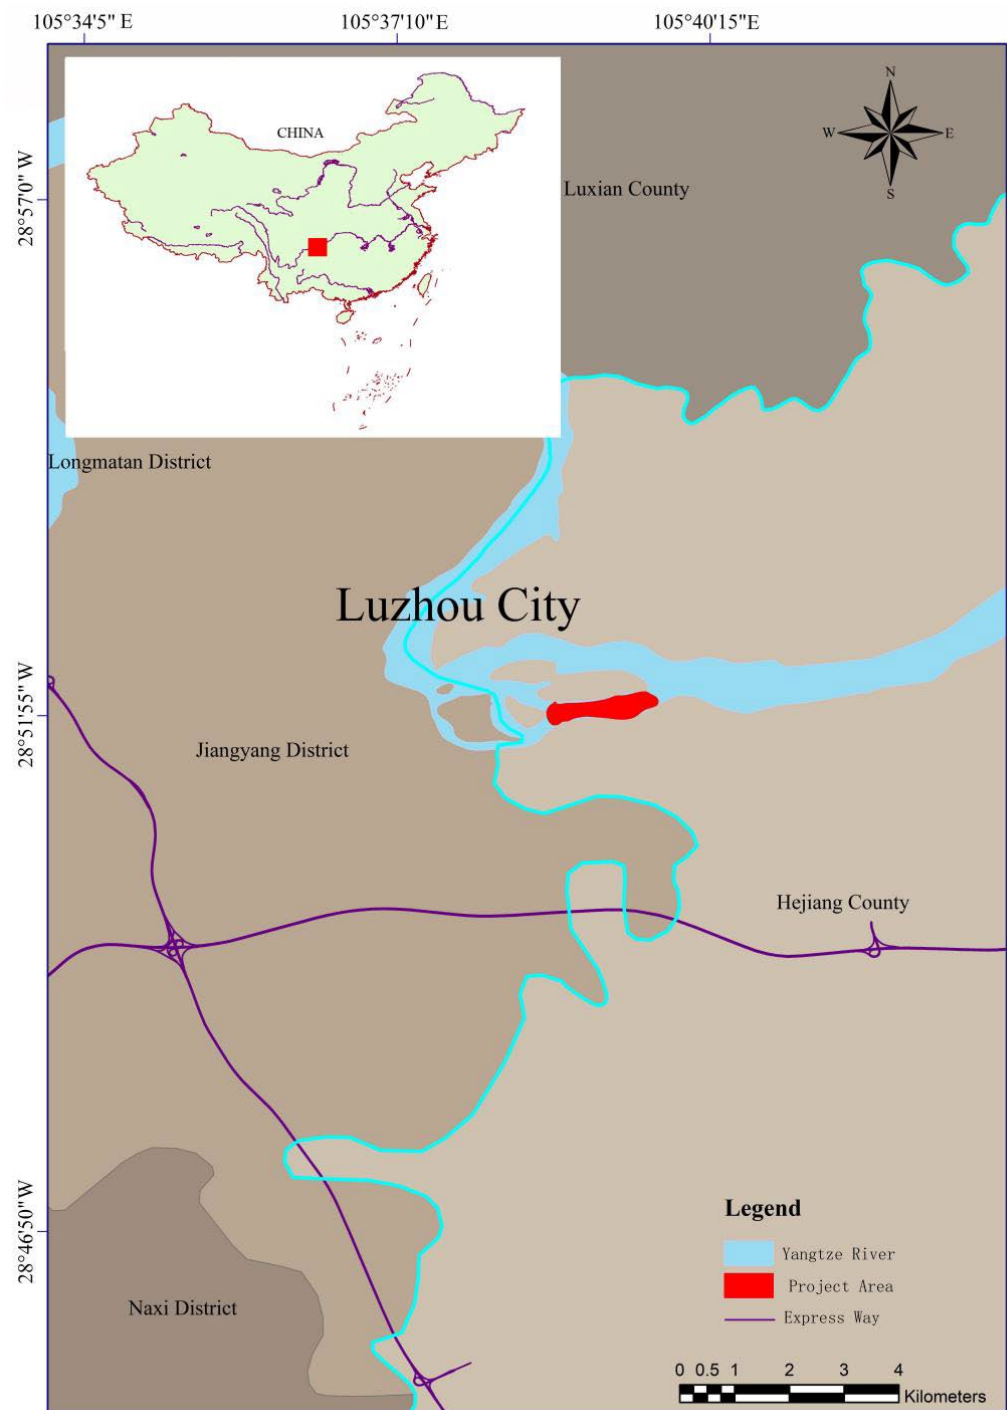 105°34'5" E
105°37'10"E
105°40'15"E
28°57'0" W
28°51'55" W
28°46'50" W
CHINA
N
W
E
S
Luxian County
Longmatan District
Luzhou City
Jiangyang District
Hejiang County
Naxi District
Legend
Yangtze River
Project Area
Express Way
0 0.5 1 2 3 4
Kilometers